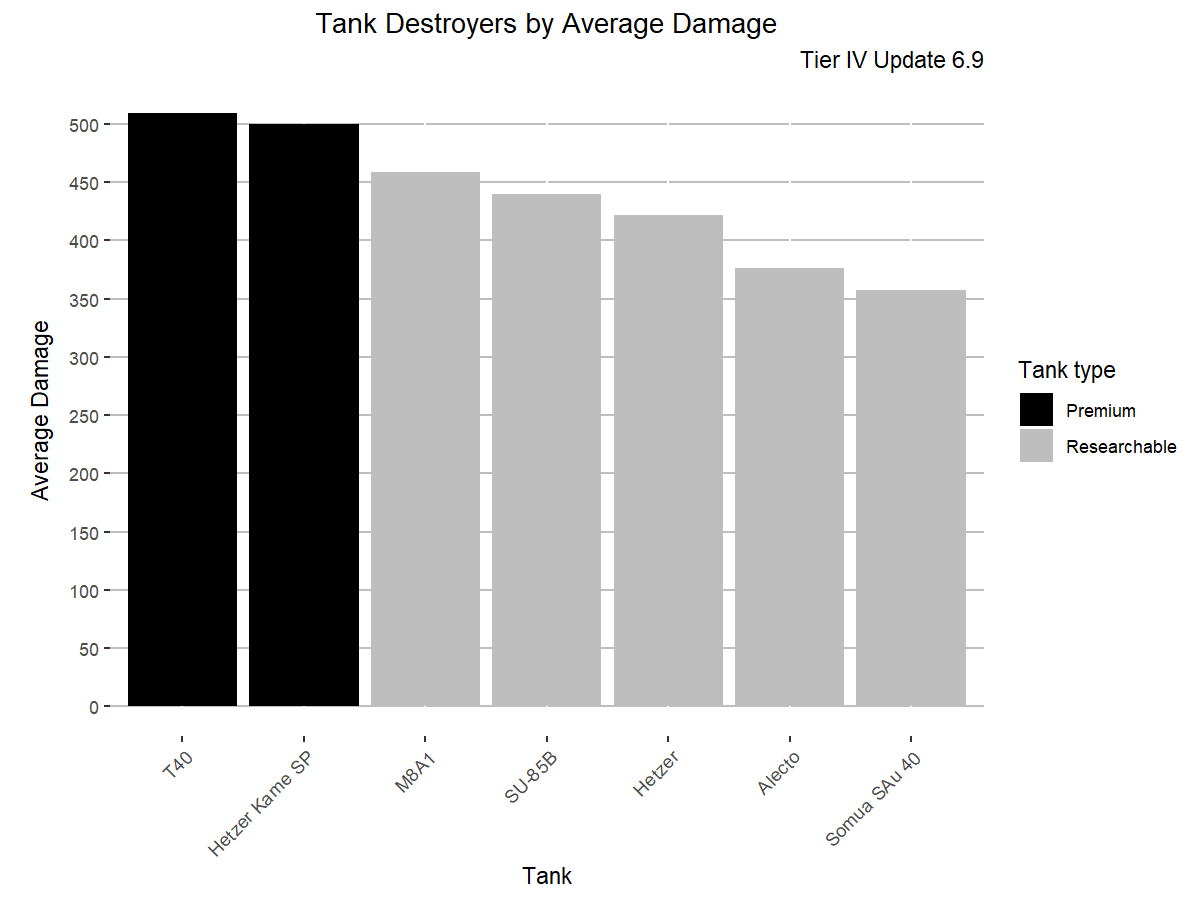 Tank Destroyers by Average Damage
Tier IV Update 6.9
Average Damage
500
450
400
350
300
250
200
150
100
50
0
T40
Hetzer Kame SP
M8A1
SU-85B
Hetzer
Alecto
Somua SAu 40
Tank
Tank type
Premium
Researchable